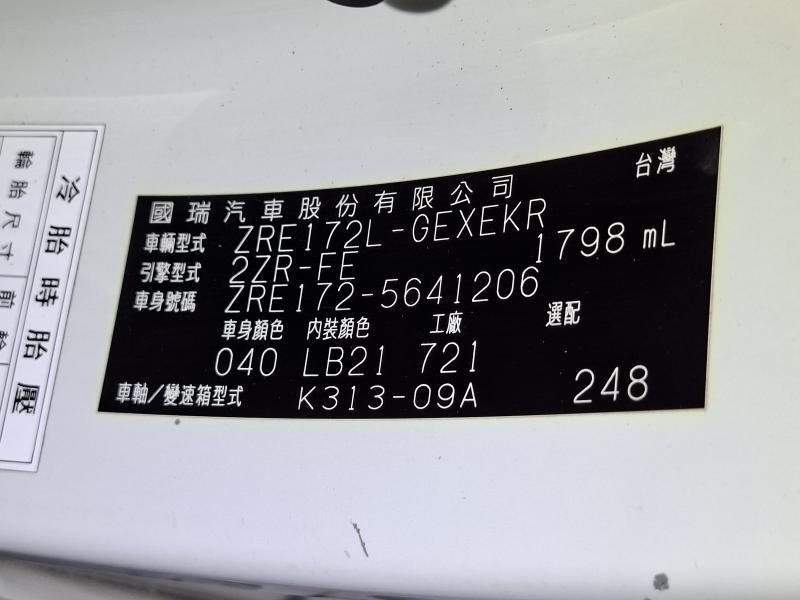 台灣
國瑞汽車股份有限公司
車輛型式 ZRE172L-GEXEKR
引擎型式 2ZR-FE 1798 mL
車身號碼 ZRE172-5641206
車身顏色 內裝顏色 工廠 選配
040 LB21 721
車軸/變速箱型式 K313-09A 248
冷胎時胎壓
輪胎尺寸
前輪